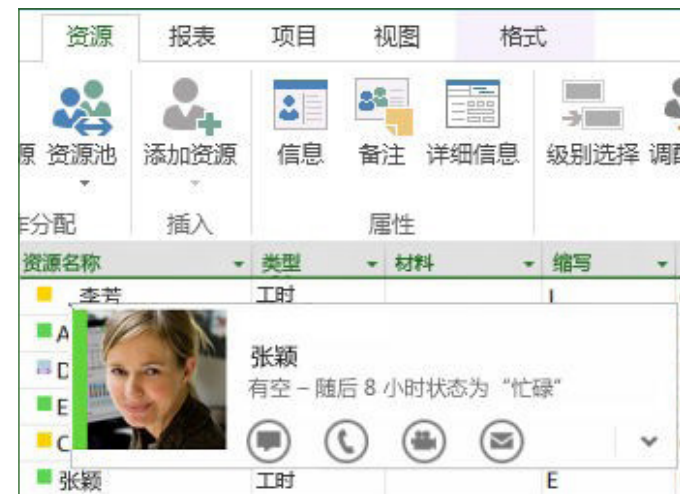 资源 报表 项目 视图 格式
源 资源池 添加资源 信息 备注 详细信息 级别选择 调配
作分配 插入 属性
资源名称 类型 材料 缩写
李芳 工时
A
D
E
C
张颖
有空 – 随后 8 小时状态为“忙碌”
张颖 工时 E